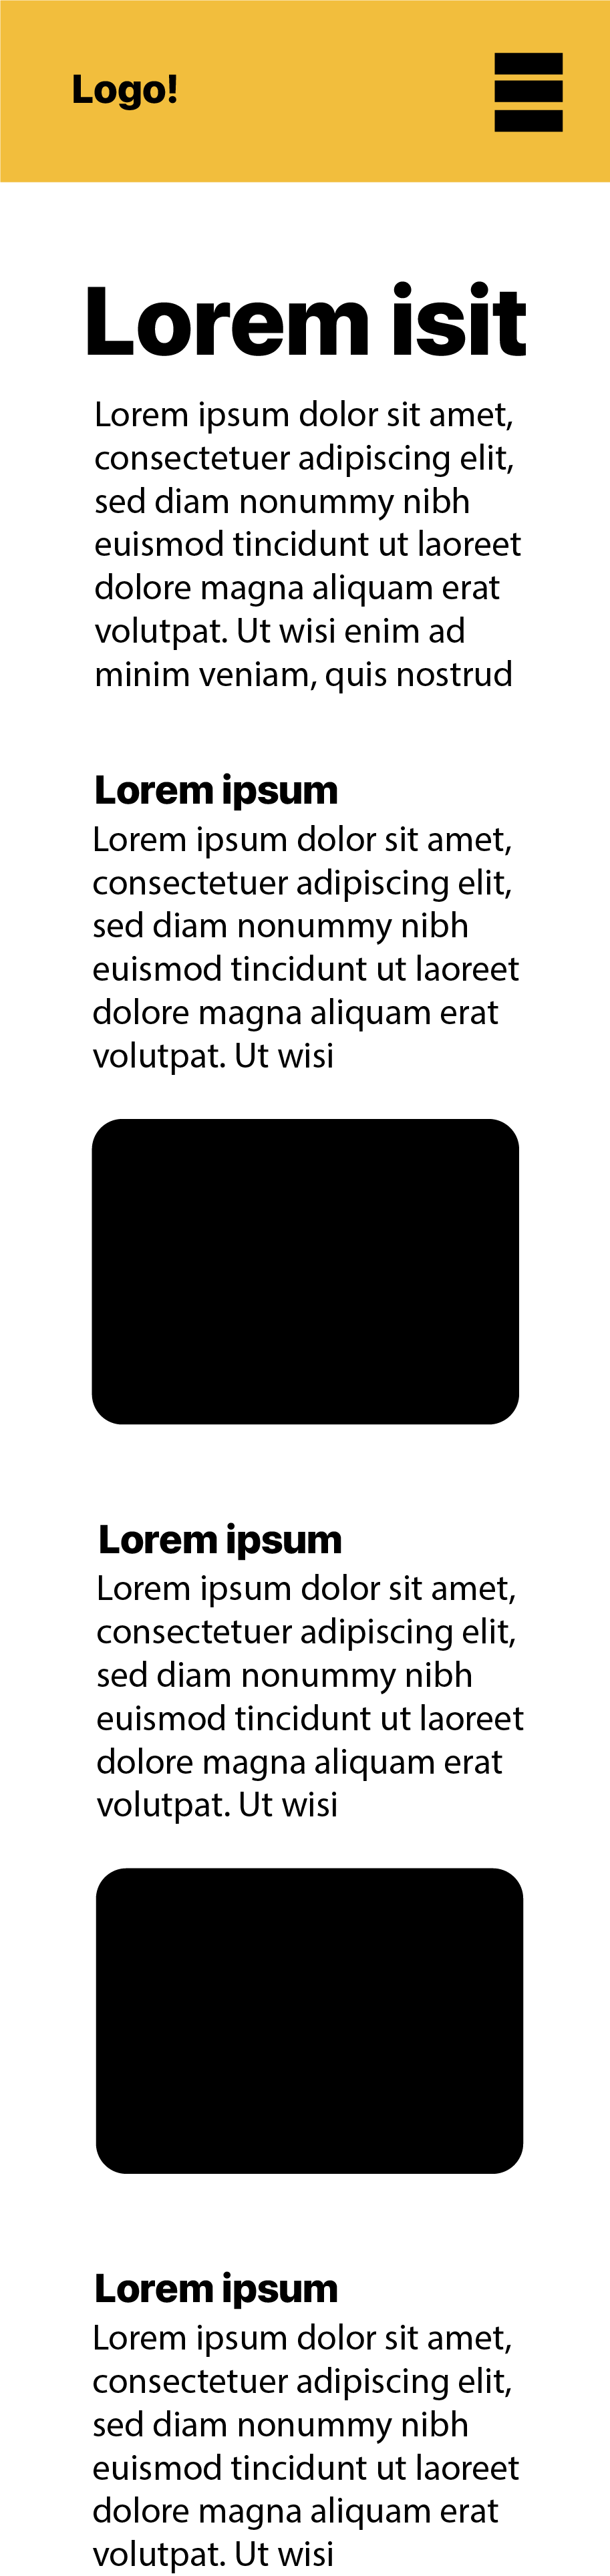 Logo!
Lorem isit
Lorem ipsum dolor sit amet,
consectetuer adipiscing elit,
sed diam nonummy nibh
euismod tincidunt ut laoreet
dolore magna aliquam erat
volutpat. Ut wisi enim ad
minim veniam, quis nostrud
Lorem ipsum
Lorem ipsum dolor sit amet,
consectetuer adipiscing elit,
sed diam nonummy nibh
euismod tincidunt ut laoreet
dolore magna aliquam erat
volutpat. Ut wisi
Lorem ipsum
Lorem ipsum dolor sit amet,
consectetuer adipiscing elit,
sed diam nonummy nibh
euismod tincidunt ut laoreet
dolore magna aliquam erat
volutpat. Ut wisi
Lorem ipsum
Lorem ipsum dolor sit amet,
consectetuer adipiscing elit,
sed diam nonummy nibh
euismod tincidunt ut laoreet
dolore magna aliquam erat
volutpat. Ut wisi